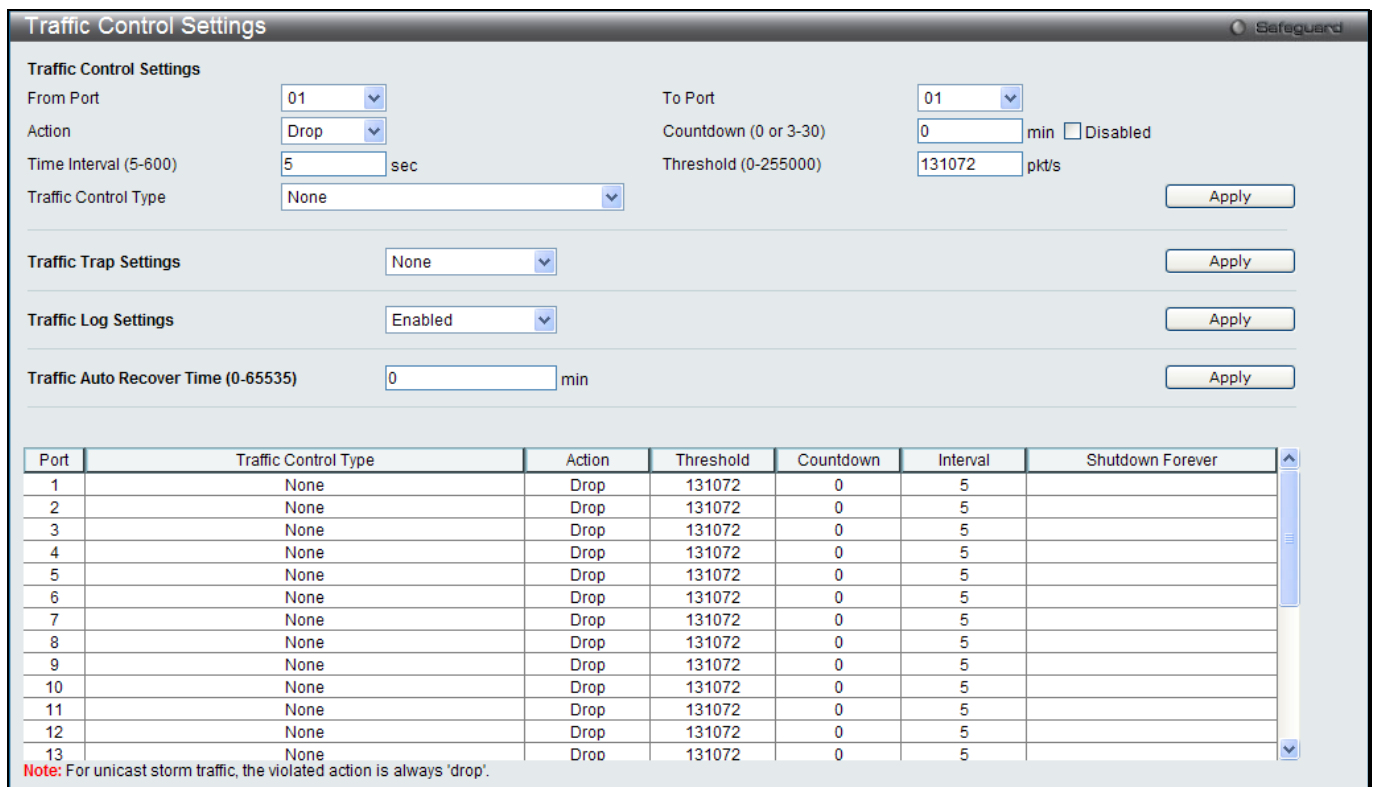 Traffic Control Settings
Safeguard
Traffic Control Settings
From Port 01 To Port 01
Action Drop Countdown (0 or 3-30) 0 min Disabled
Time Interval (5-600) 5 sec Threshold (0-255000) 131072 pkt/s
Traffic Control Type None Apply
Traffic Trap Settings None Apply
Traffic Log Settings Enabled Apply
Traffic Auto Recover Time (0-65535) 0 min Apply
Port Traffic Control Type Action Threshold Countdown Interval Shutdown Forever
1 None Drop 131072 0 5
2 None Drop 131072 0 5
3 None Drop 131072 0 5
4 None Drop 131072 0 5
5 None Drop 131072 0 5
6 None Drop 131072 0 5
7 None Drop 131072 0 5
8 None Drop 131072 0 5
9 None Drop 131072 0 5
10 None Drop 131072 0 5
11 None Drop 131072 0 5
12 None Drop 131072 0 5
13 None Drop 131072 0 5
Note: For unicast storm traffic, the violated action is always 'drop'.